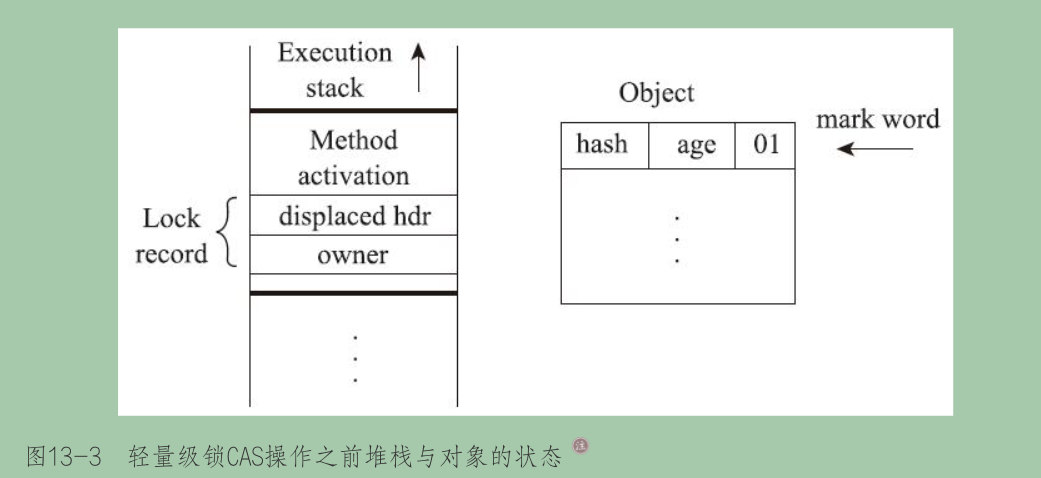 Execution
stack
Method
activation
Lock
record
displaced hdr
owner
Object
hash age 01
mark word
图13-3 轻量级锁CAS操作之前堆栈与对象的状态
注